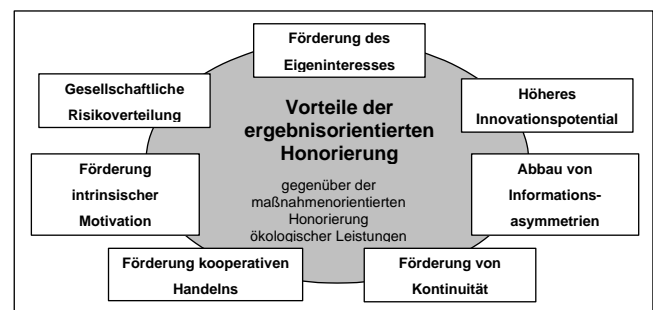 Förderung des
Eigeninteresses
Gesellschaftliche
Risikoverteilung
Höheres
Innovationspotential
Vorteile der
ergebnisorientierten
Honorierung
gegenüber der
maßnahmenorientierten
Honorierung
ökologischer Leistungen
Förderung
intrinsischer
Motivation
Abbau von
Informations-
asymmetrien
Förderung kooperativen
Handelns
Förderung von
Kontinuität